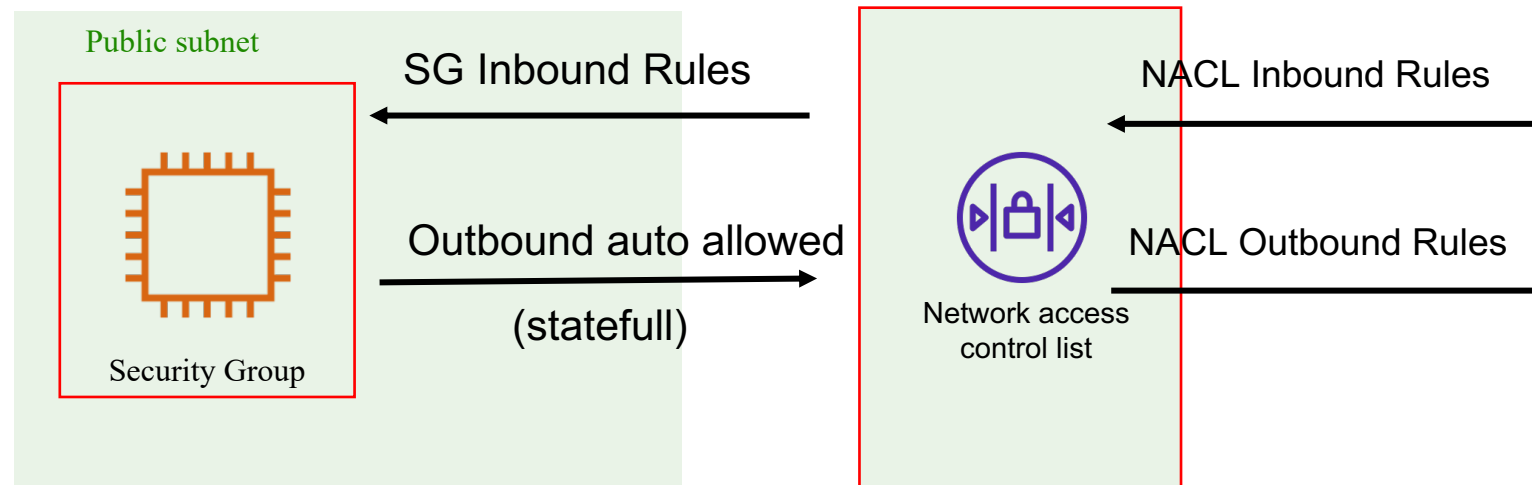 Public subnet
SG Inbound Rules
NACL Inbound Rules
Outbound auto allowed
(statefull)
NACL Outbound Rules
Network access
control list
Security Group